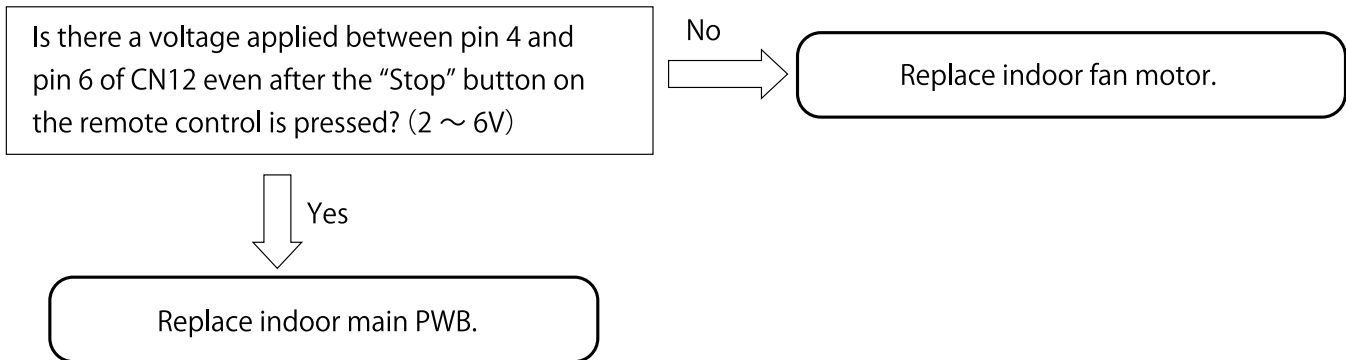 Is there a voltage applied between pin 4 and
pin 6 of CN12 even after the “Stop” button on
the remote control is pressed? (2 ～ 6V)
No
Replace indoor fan motor.
Yes
Replace indoor main PWB.